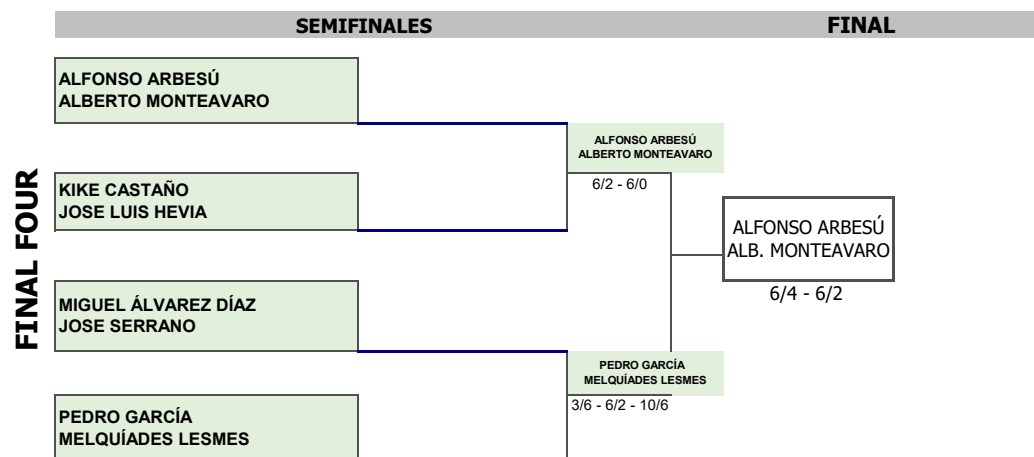 SEMIFINALES
FINAL
FINAL FOUR
ALFONSO ARBESÚ
ALBERTO MONTEAVARO
KIKE CASTAÑO
JOSE LUIS HEVIA
MIGUEL ÁLVAREZ DÍAZ
JOSE SERRANO
PEDRO GARCÍA
MELQUÍADES LESMES
ALFONSO ARBESÚ
ALBERTO MONTEAVARO
6/2 - 6/0
PEDRO GARCÍA
MELQUÍADES LESMES
3/6 - 6/2 - 10/6
ALFONSO ARBESÚ
ALB. MONTEAVARO
6/4 - 6/2